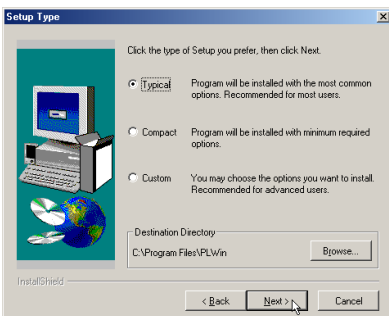 Setup Type
Click the type of Setup you prefer, then click Next.
Typical Program will be installed with the most common
options. Recommended for most users.
Compact Program will be installed with minimum required
options.
Custom You may choose the options you want to install.
Recommended for advanced users.
Destination Directory
C:\Program Files\PLWin Browse...
InstallShield
< Back Next > Cancel